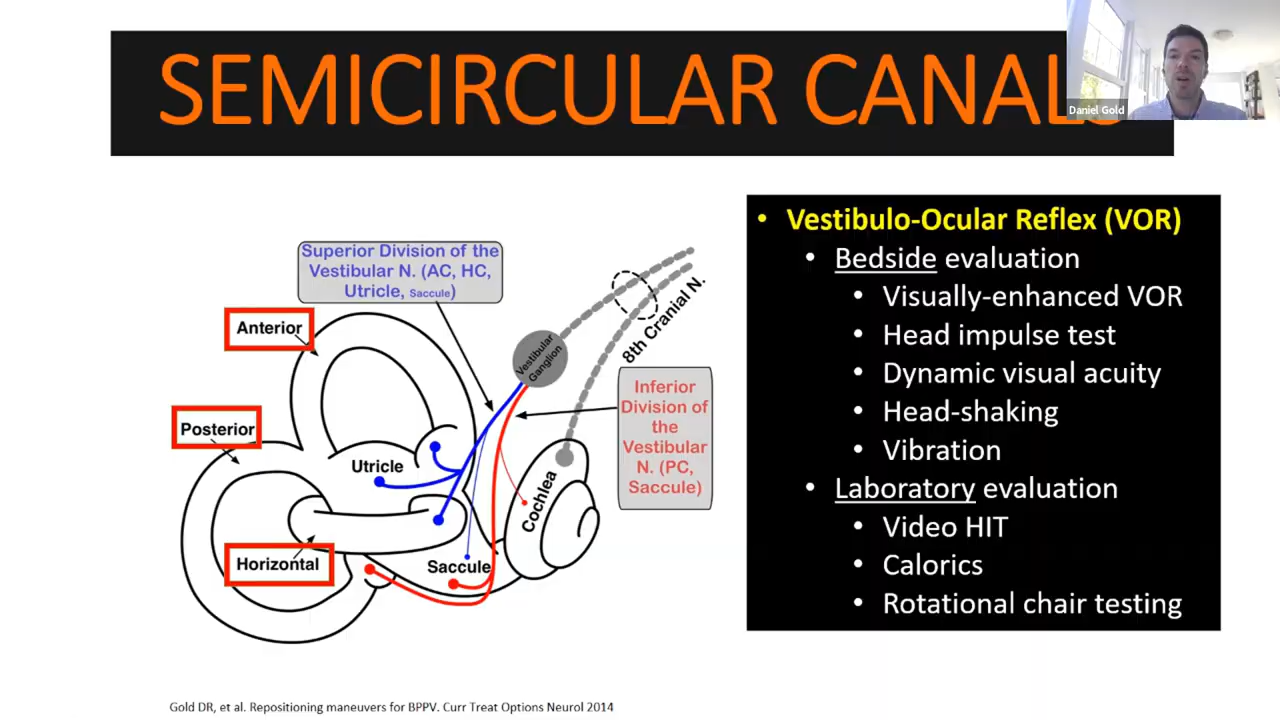 SEMICIRCULAR CANALS
Daniel Gold
Superior Division of the
Vestibular N. (AC, HC,
Utricle, Saccule)
Anterior
Posterior
Horizontal
Utricle
Saccule
Cochlea
Vestibular
Ganglion
8th Cranial N.
Inferior
Division of
the
Vestibular
N. (PC,
Saccule)
• Vestibulo-Ocular Reflex (VOR)
• Bedside evaluation
• Visually-enhanced VOR
• Head impulse test
• Dynamic visual acuity
• Head-shaking
• Vibration
• Laboratory evaluation
• Video HIT
• Calorics
• Rotational chair testing
Gold DR, et al. Repositioning maneuvers for BPPV. Curr Treat Options Neurol 2014